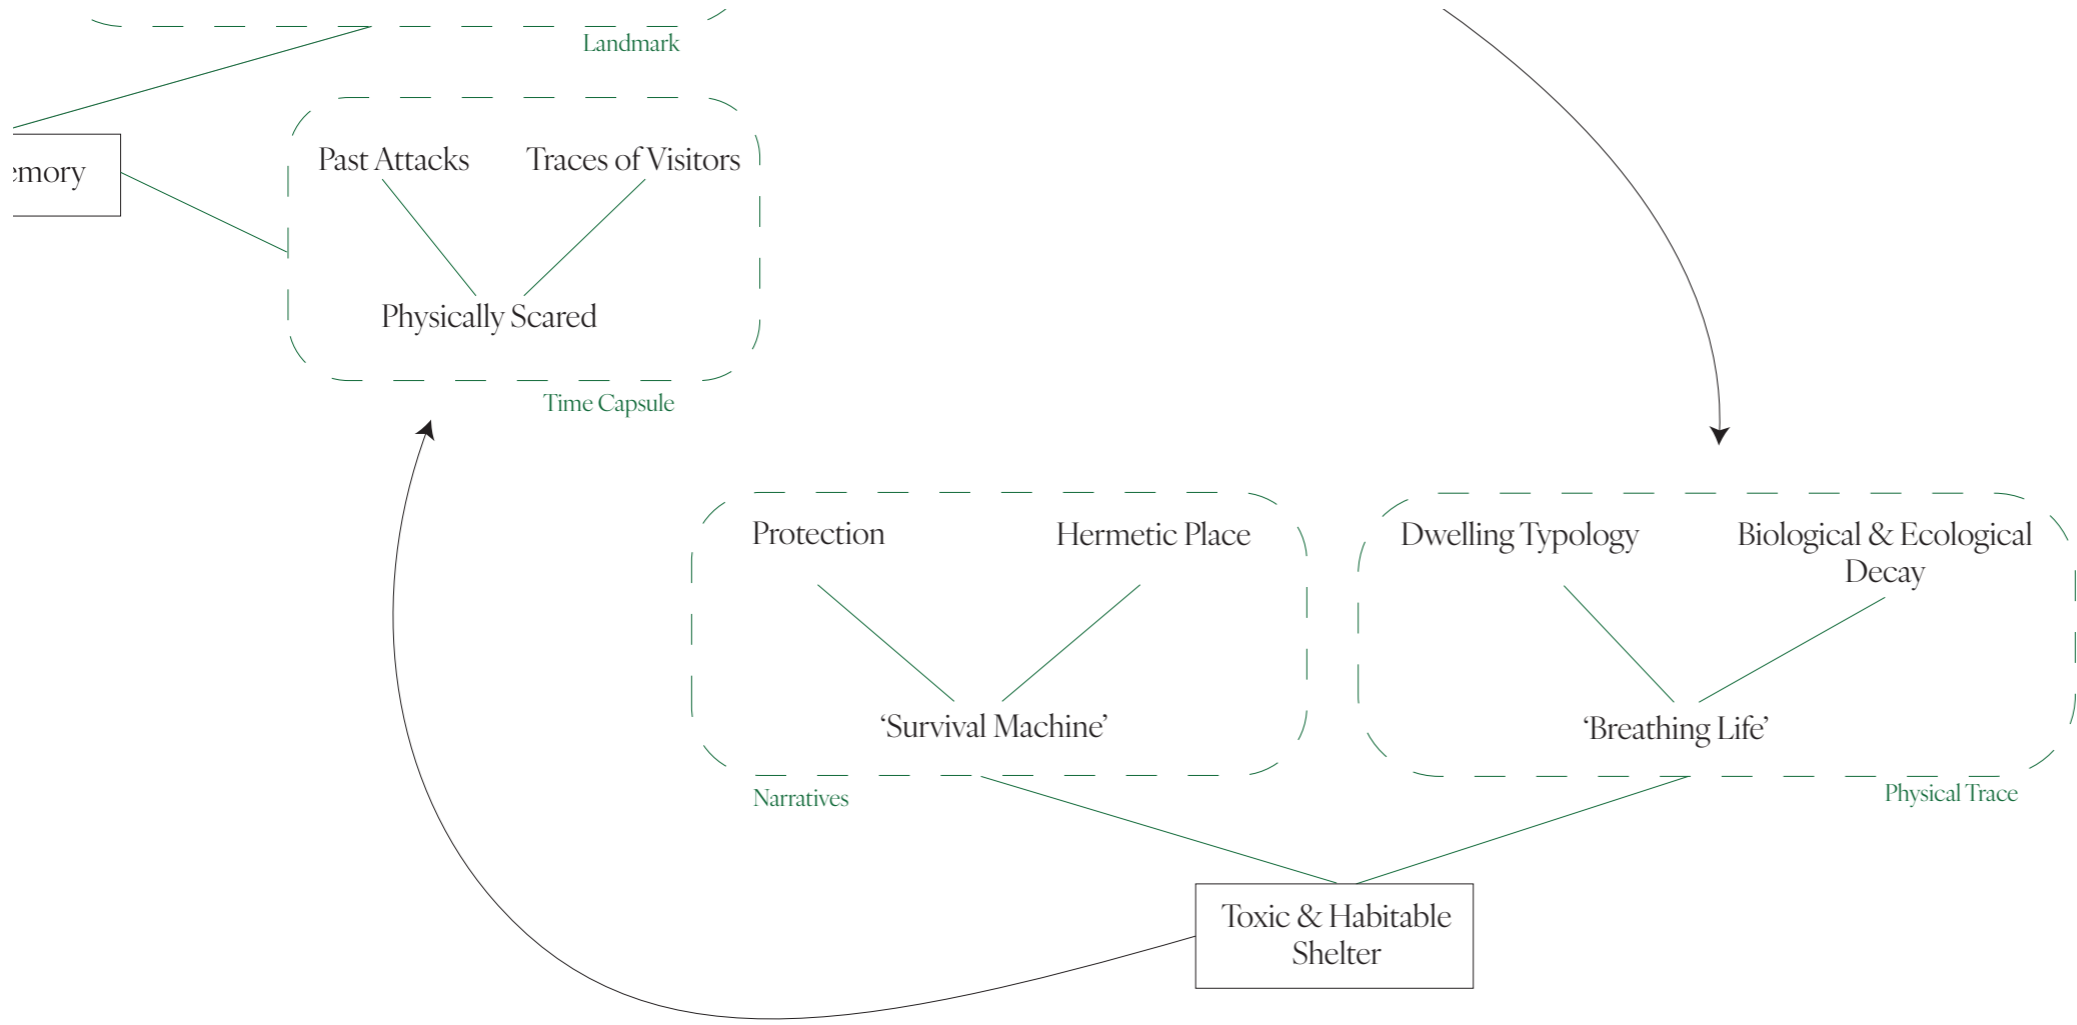 Landmark
Past Attacks
Traces of Visitors
emory
Physically Scared
Time Capsule
Protection
Hermetic Place
Dwelling Typology
Biological & Ecological
Decay
‘Survival Machine’
‘Breathing Life’
Narratives
Physical Trace
Toxic & Habitable
Shelter